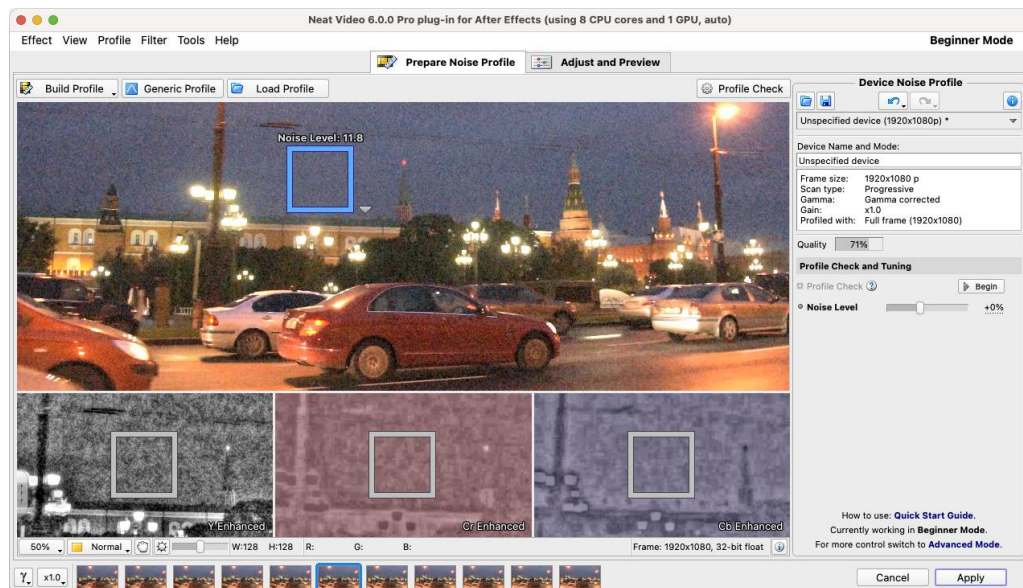 Neat Video 6.0.0 Pro plug-in for After Effects (using 8 CPU cores and 1 GPU, auto)
Effect View Profile Filter Tools Help
Beginner Mode
Prepare Noise Profile
Adjust and Preview
Build Profile
Generic Profile
Load Profile
Profile Check
Noise Level: 11.8
Y Enhanced
Cr Enhanced
Cb Enhanced
50%
Normal
W:128 H:128 R: G: B:
Frame: 1920x1080, 32-bit float
x1.0
Device Noise Profile
Unspecified device (1920x1080p) *
Device Name and Mode:
Unspecified device
Frame size: 1920x1080 p
Scan type: Progressive
Gamma: Gamma corrected
Gain: x1.0
Profiled with: Full frame (1920x1080)
Quality 71%
Profile Check and Tuning
Profile Check
Begin
Noise Level +0%
How to use: Quick Start Guide.
Currently working in Beginner Mode.
For more control switch to Advanced Mode.
Cancel
Apply